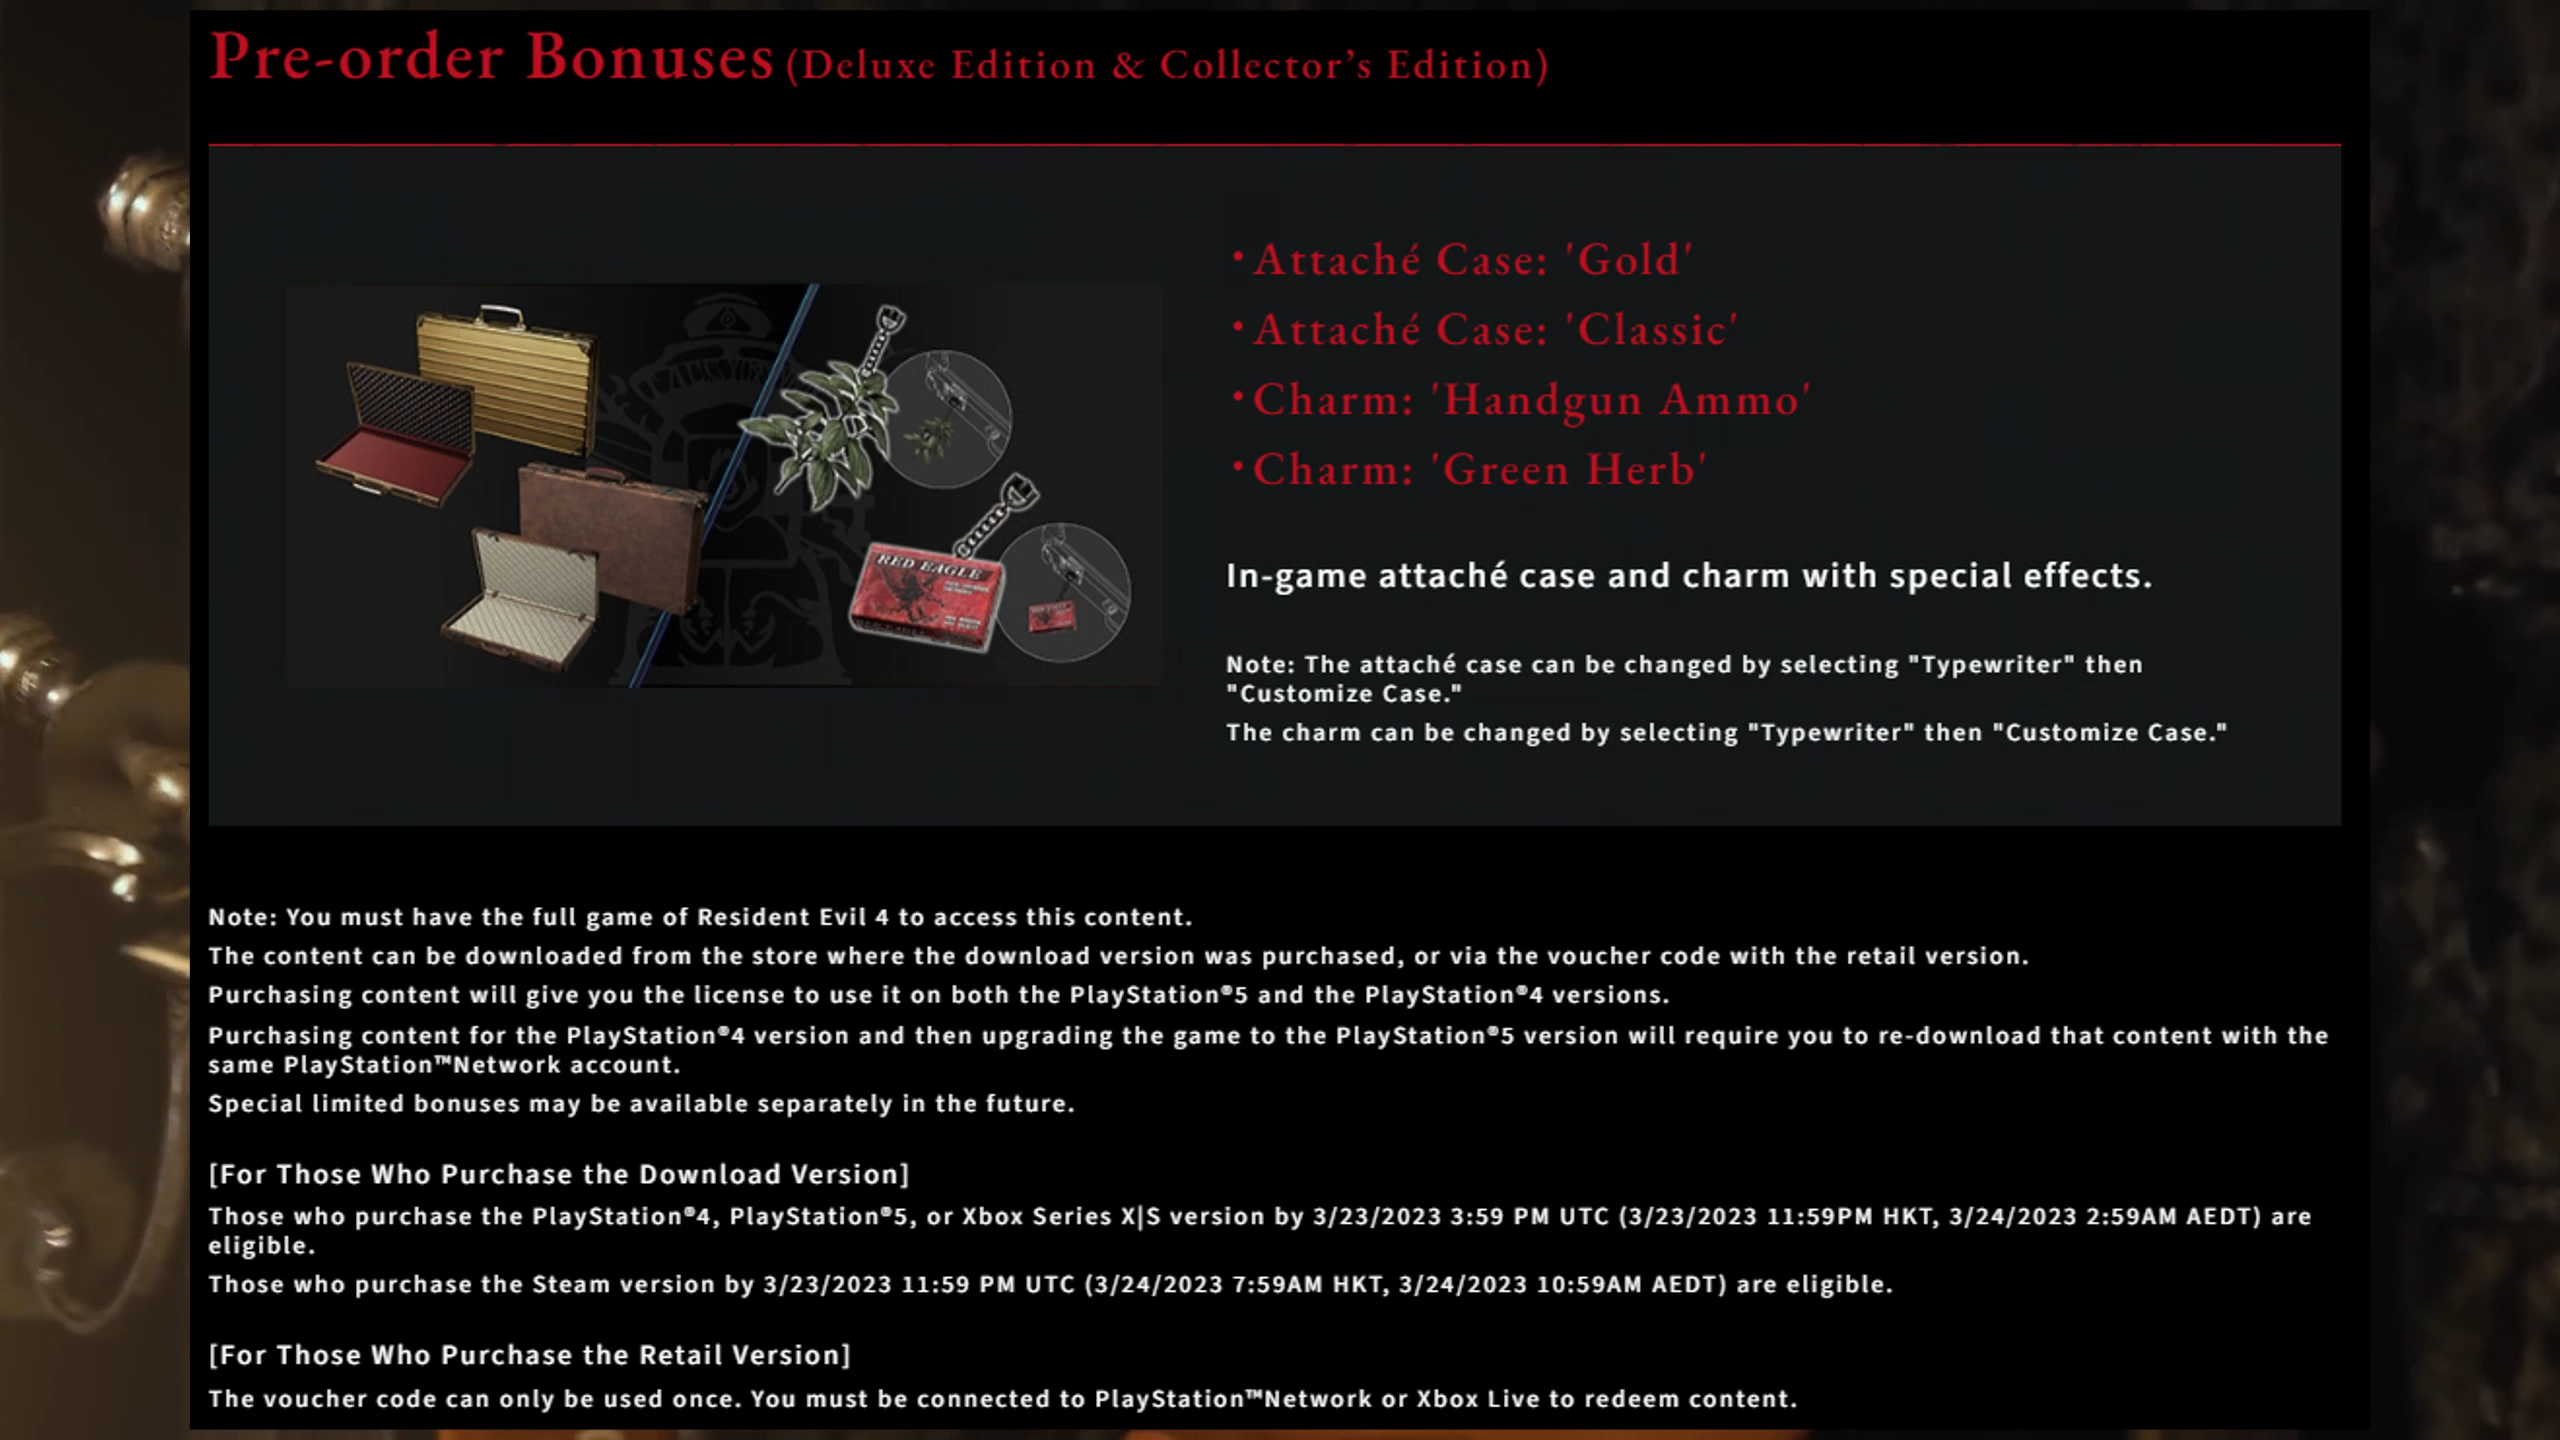 Pre-order Bonuses (Deluxe Edition & Collector’s Edition)
・Attaché Case: 'Gold'
・Attaché Case: 'Classic'
・Charm: 'Handgun Ammo'
・Charm: 'Green Herb'
RED EAGLE
In-game attaché case and charm with special effects.
Note: The attaché case can be changed by selecting "Typewriter" then
"Customize Case."
The charm can be changed by selecting "Typewriter" then "Customize Case."
Note: You must have the full game of Resident Evil 4 to access this content.
The content can be downloaded from the store where the download version was purchased, or via the voucher code with the retail version.
Purchasing content will give you the license to use it on both the PlayStation®5 and the PlayStation®4 versions.
Purchasing content for the PlayStation®4 version and then upgrading the game to the PlayStation®5 version will require you to re-download that content with the
same PlayStation™Network account.
Special limited bonuses may be available separately in the future.
[For Those Who Purchase the Download Version]
Those who purchase the PlayStation®4, PlayStation®5, or Xbox Series X|S version by 3/23/2023 3:59 PM UTC (3/23/2023 11:59PM HKT, 3/24/2023 2:59AM AEDT) are
eligible.
Those who purchase the Steam version by 3/23/2023 11:59 PM UTC (3/24/2023 7:59AM HKT, 3/24/2023 10:59AM AEDT) are eligible.
[For Those Who Purchase the Retail Version]
The voucher code can only be used once. You must be connected to PlayStation™Network or Xbox Live to redeem content.